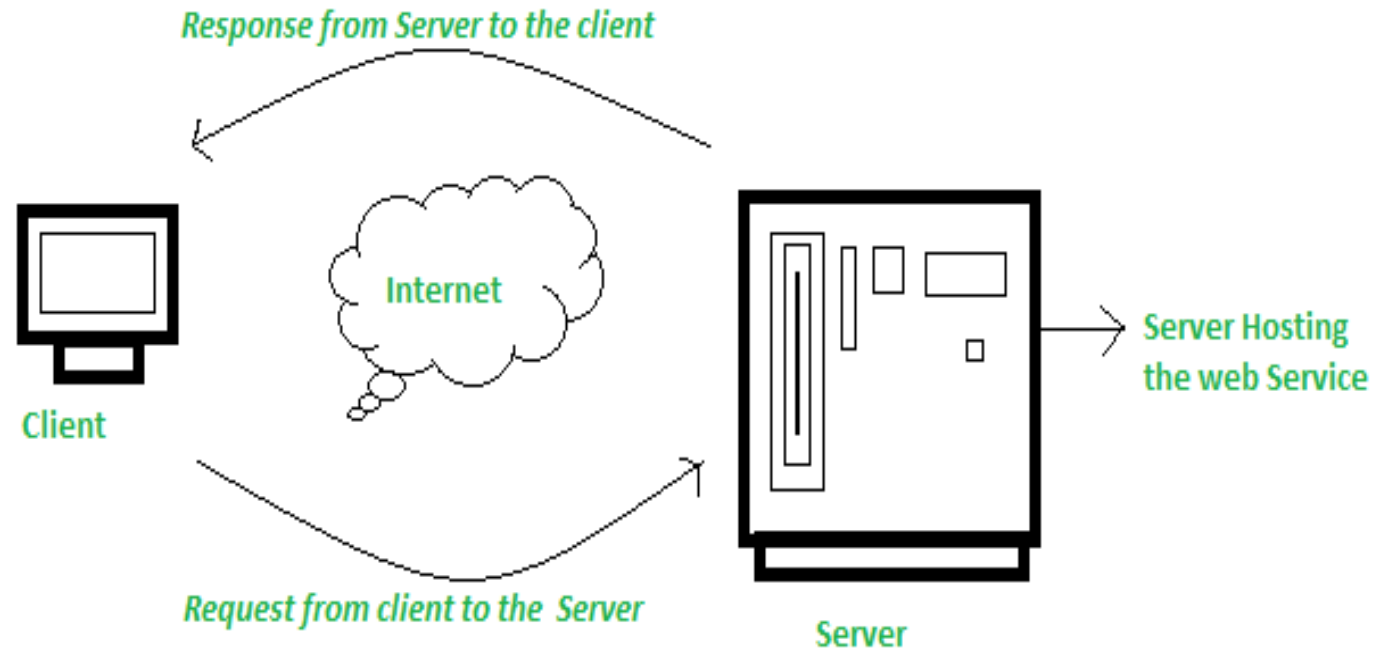 Response from Server to the client
Internet
Server Hosting
the web Service
Client
Request from client to the Server
Server